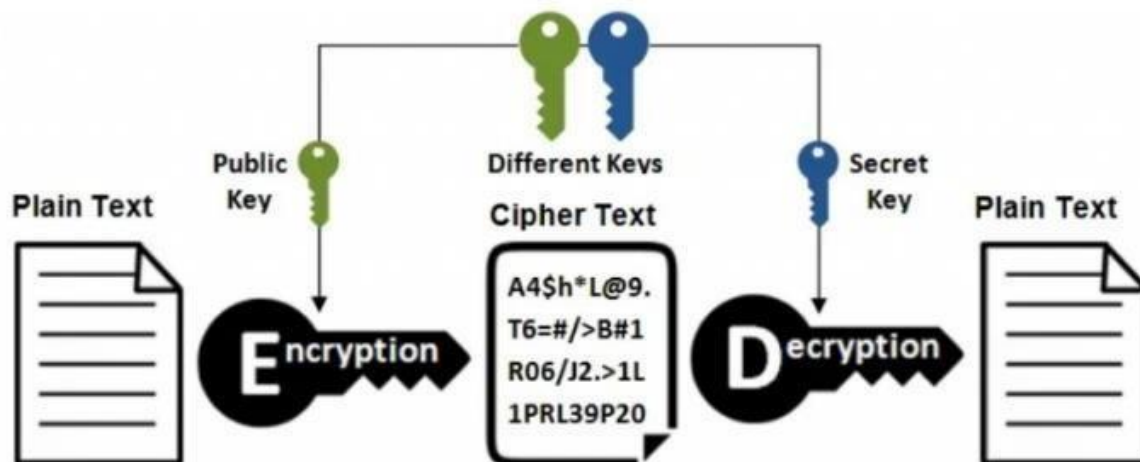 Public
Key
Different Keys
Secret
Key
Plain Text
Cipher Text
Plain Text
A4$h*L@9.
T6=#/>B#1
R06/J2.>1L
1PRL39P20
Encryption
Decryption